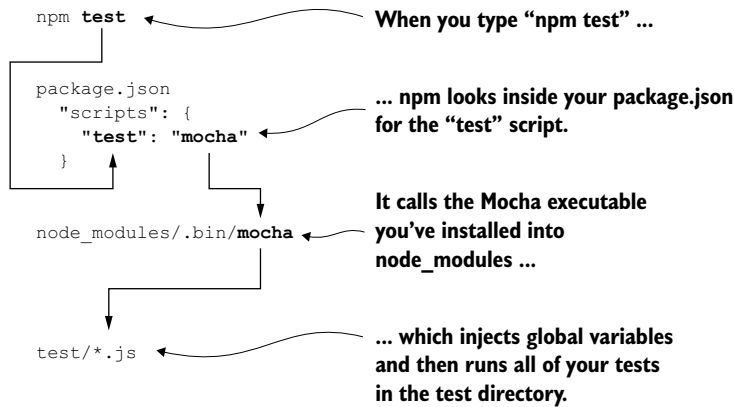 npm test
When you type “npm test” ...
package.json
"scripts": {
"test": "mocha"
}
... npm looks inside your package.json
for the “test” script.
node_modules/.bin/mocha
It calls the Mocha executable
you’ve installed into
node_modules ...
test/*.js
... which injects global variables
and then runs all of your tests
in the test directory.